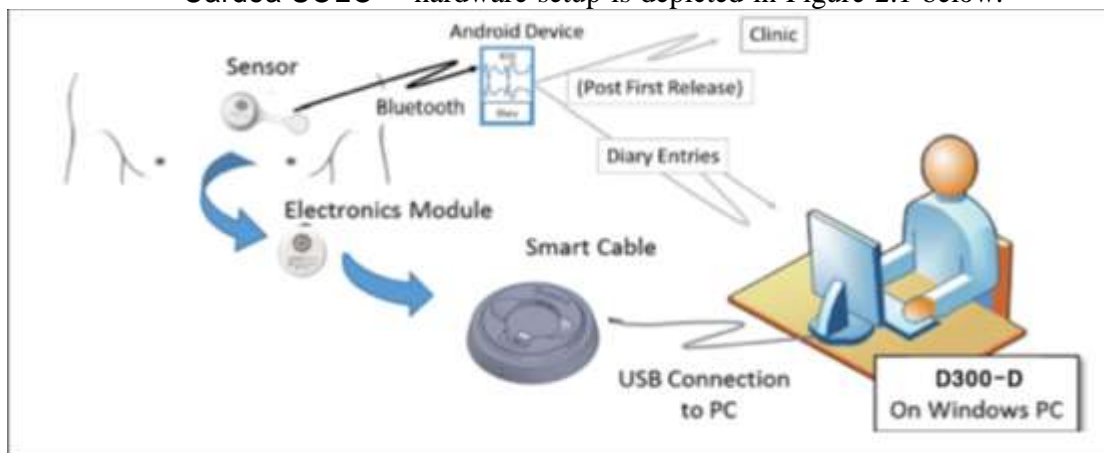 hardware setup is depicted in Figure 2.1 below.
Android Device
Clinic
Sensor
Bluetooth
(Post First Release)
Diary Entries
Electronics Module
Smart Cable
USB Connection
to PC
D300-D
On Windows PC